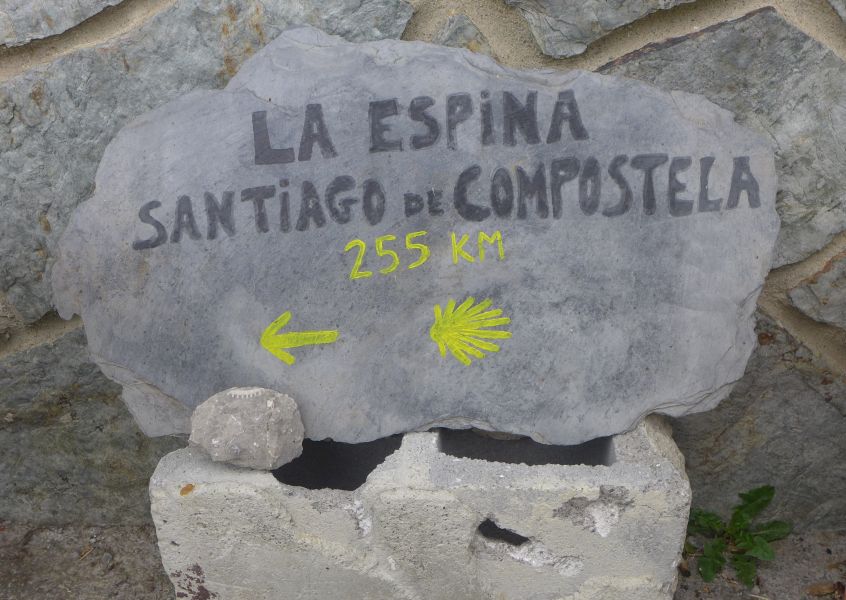 LA ESPiNA
SANTiAGO DE COMPOSTELA
255 KM